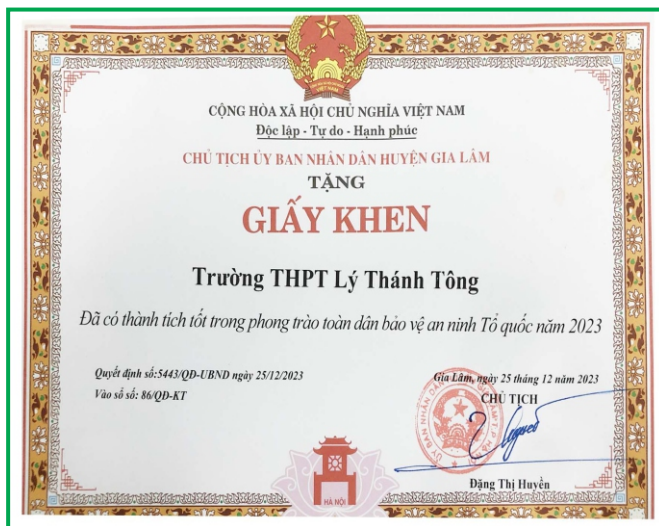 CỘNG HÒA XÃ HỘI CHỦ NGHĨA VIỆT NAM
Độc lập - Tự do - Hạnh phúc
CHỦ TỊCH ỦY BAN NHÂN DÂN HUYỆN GIA LÂM
TẶNG
GIẤY KHEN
Trường THPT Lý Thánh Tông
Đã có thành tích tốt trong phong trào toàn dân bảo vệ an ninh Tổ quốc năm 2023
Quyết định số:5443/QĐ-UBND ngày 25/12/2023
Vào sổ số: 86/QĐ-KT
Gia Lâm, ngày 25 tháng 12 năm 2023
CHỦ TỊCH
Đặng Thị Huyền
HÀ NỘI